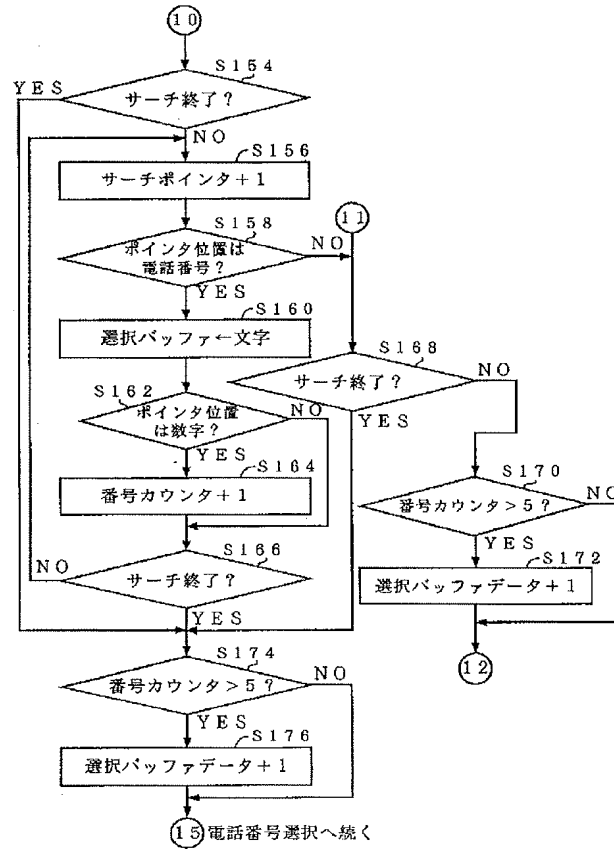 10
S154
YES
サーチ終了?
NO
S156
サーチポインタ+1
S158
11
ポインタ位置は
電話番号?
NO
YES
S160
選択バッファ←文字
S168
サーチ終了?
NO
YES
S162
ポインタ位置
は数字?
NO
YES
S164
番号カウンタ+1
S170
番号カウンタ>5?
NO
YES
S166
NO
サーチ終了?
YES
S172
選択バッファデータ+1
12
S174
番号カウンタ>5?
NO
YES
S176
選択バッファデータ+1
15 電話番号選択へ続く